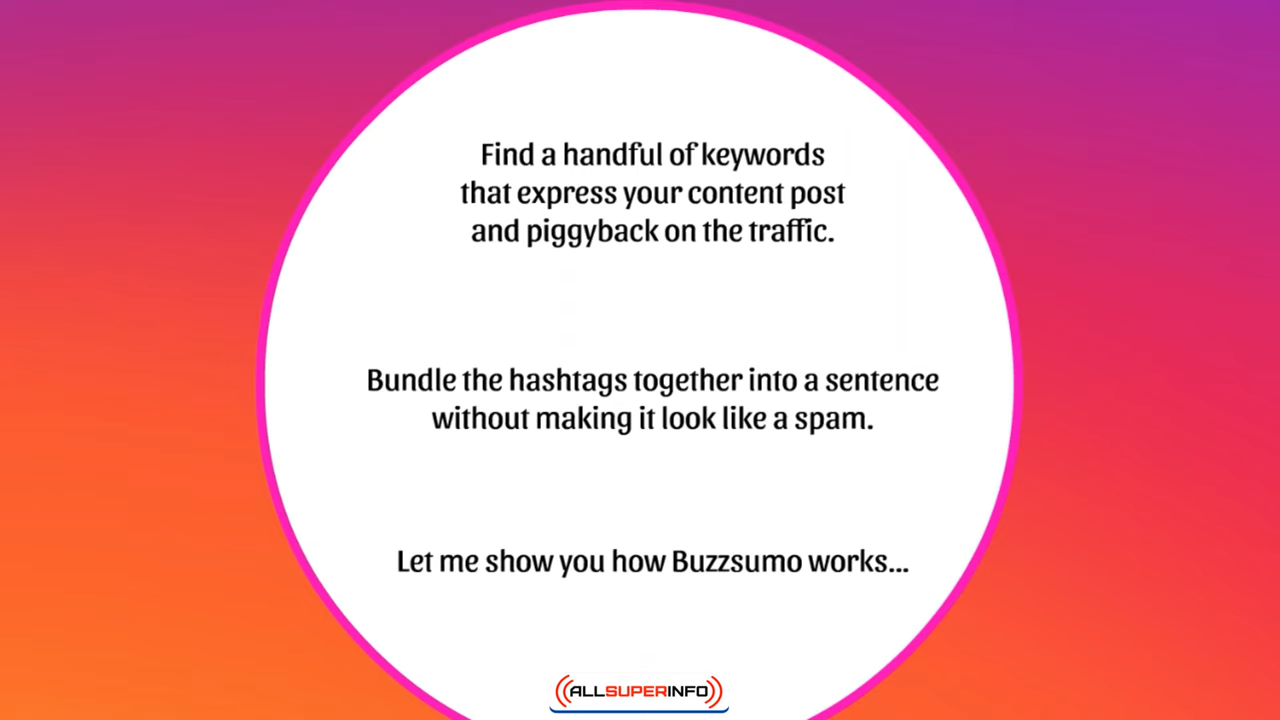 Find a handful of keywords
that express your content post
and piggyback on the traffic.
Bundle the hashtags together into a sentence
without making it look like a spam.
Let me show you how Buzzsumo works...
ALLSUPERINFO